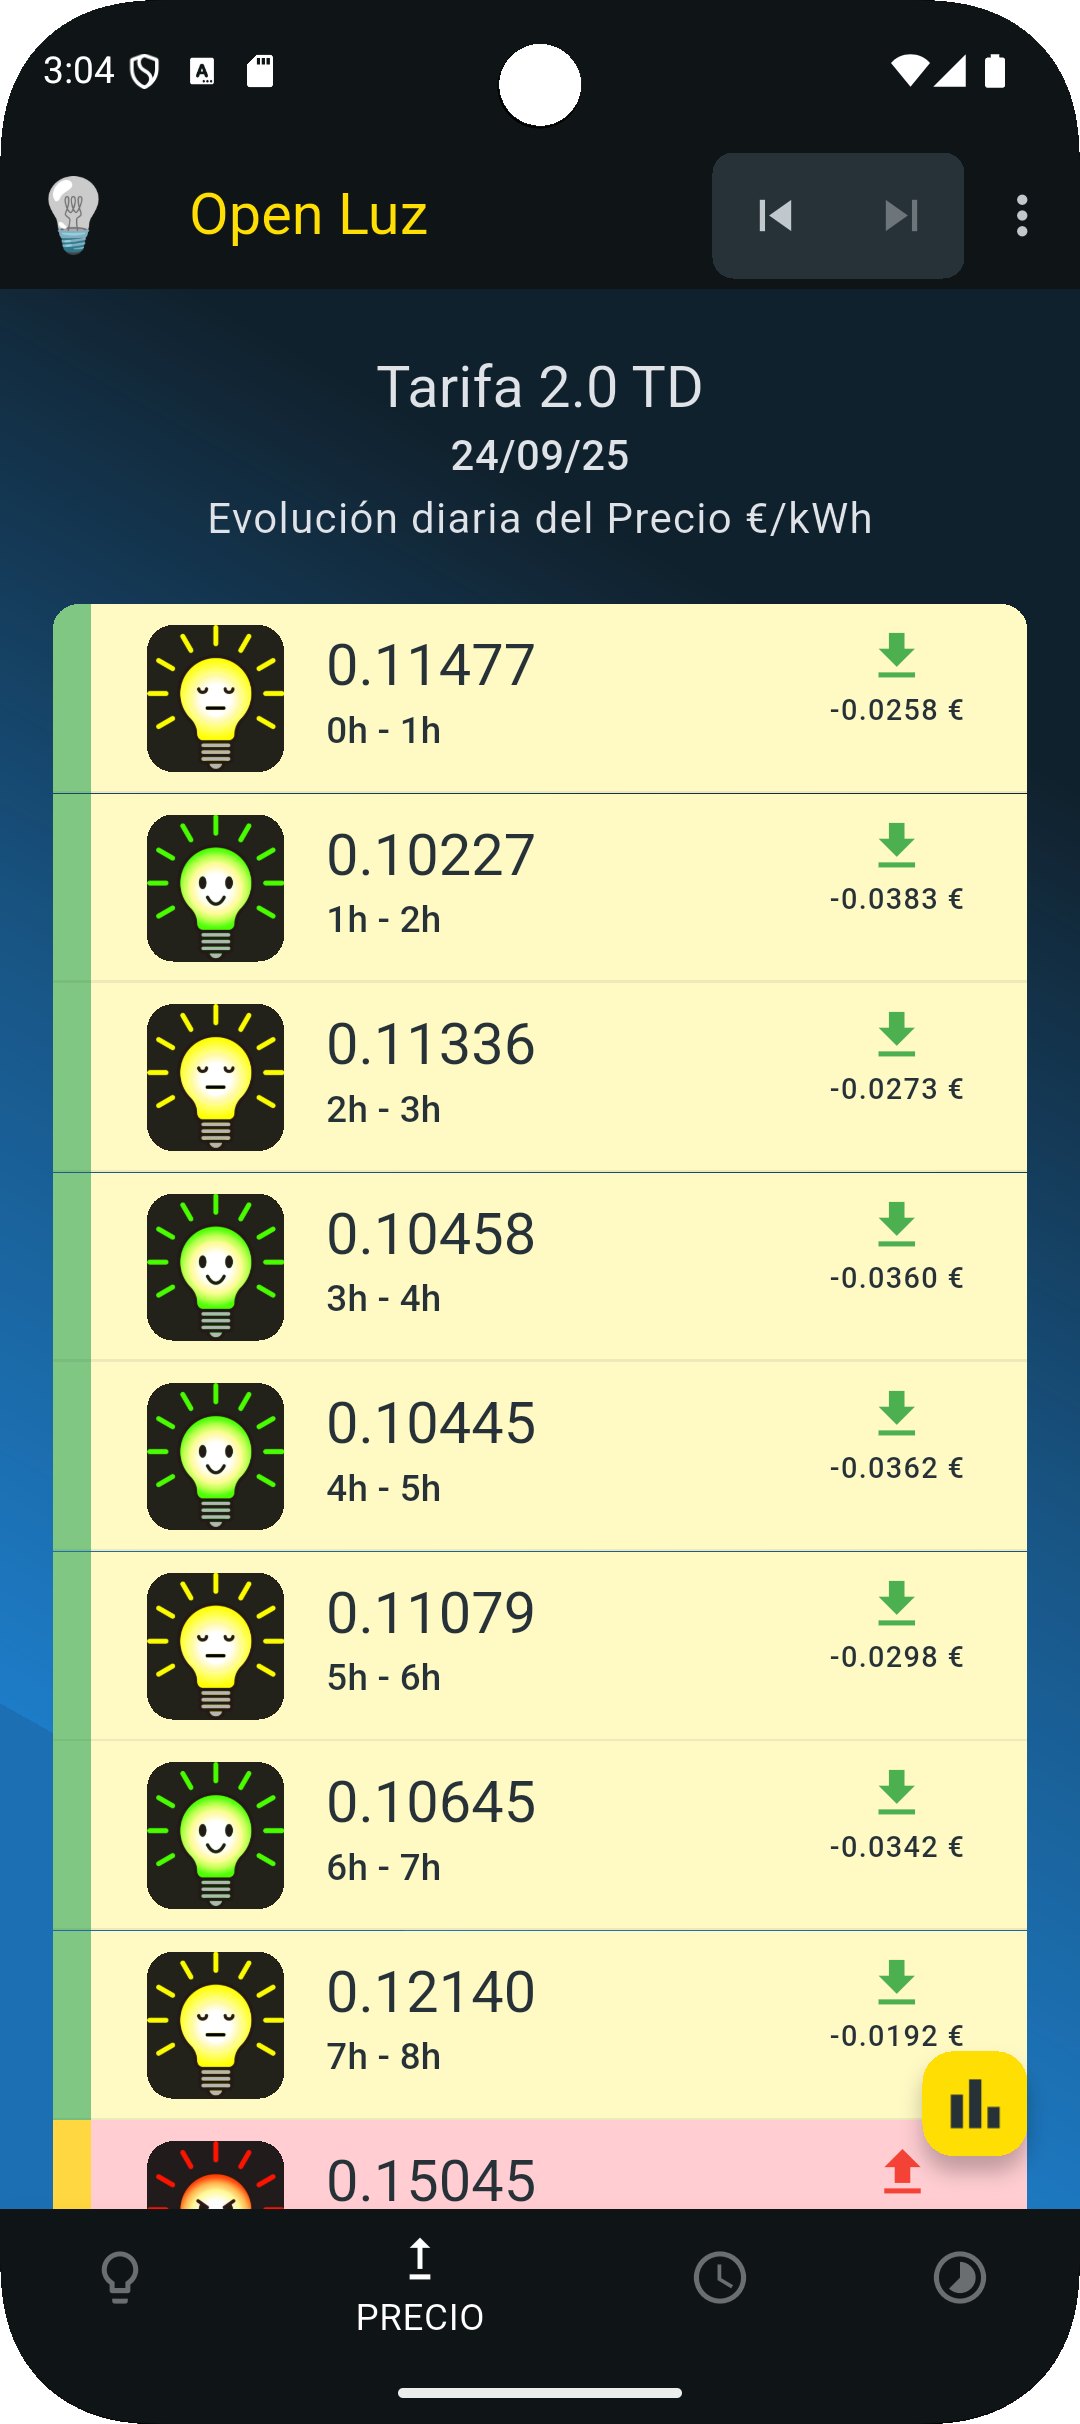 3:04
Open Luz
Tarifa 2.0 TD
24/09/25
Evolución diaria del Precio €/kWh
0.11477
-0.0258 €
0h - 1h
0.10227
-0.0383 €
1h - 2h
0.11336
-0.0273 €
2h - 3h
0.10458
-0.0360 €
3h - 4h
0.10445
-0.0362 €
4h - 5h
0.11079
-0.0298 €
5h - 6h
0.10645
-0.0342 €
6h - 7h
0.12140
-0.0192 €
7h - 8h
0.15045
PRECIO